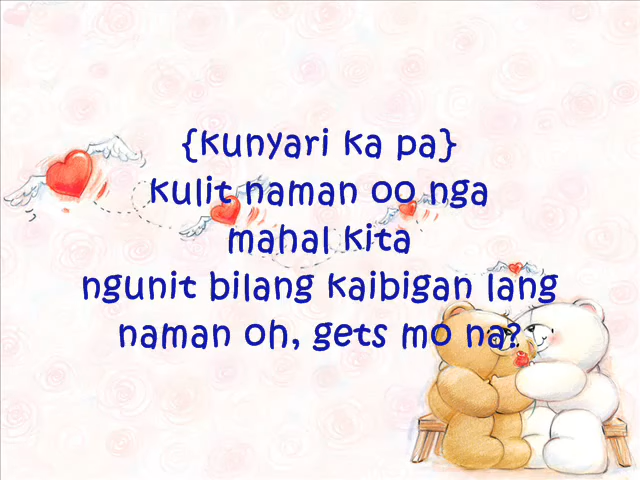 {kunyari ka pa}
kulit naman oo nga
mahal kita
ngunit bilang kaibigan lang
naman oh, gets mo na?